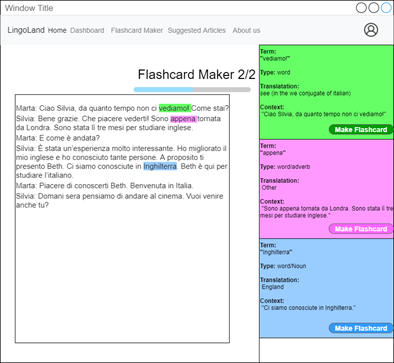 Window Title
LingoLand Home Dashboard Flashcard Maker Suggested Articles About us
Flashcard Maker 2/2
Marta: Ciao Silvia, da quanto tempo non ci vediamo! Come stai?
Silvia: Bene grazie. Che piacere vederti! Sono appena tornata
da Londra. Sono stata lì tre mesi per studiare inglese.
Marta: E come è andata?
Silvia: È stata un'esperienza molto interessante. Ho migliorato il
mio inglese e ho conosciuto tante persone. A proposito ti
presento Beth. Ci siamo conosciute in Inghilterra. Beth è qui per
studiare l'italiano.
Marta: Piacere di conoscerti Beth. Benvenuta in Italia.
Silvia: Domani sera pensiamo di andare al cinema. Vuoi venire
anche tu?
Term:
"vediamo!"
Type: word
Translatation:
see (in the we conjugate of italian)
Context:
"Ciao Silvia, da quanto tempo non ci vediamo!"
Make Flashcard
Term:
"appena"
Type: word/adverb
Translatation:
Other
Context:
"Sono appena tornata da Londra. Sono stata lì tre
mesi per studiare inglese."
Make Flashcard
Term:
"Inghilterra"
Type: word/Noun
Translatation:
England
Context:
"Ci siamo conosciute in Inghilterra."
Make Flashcard